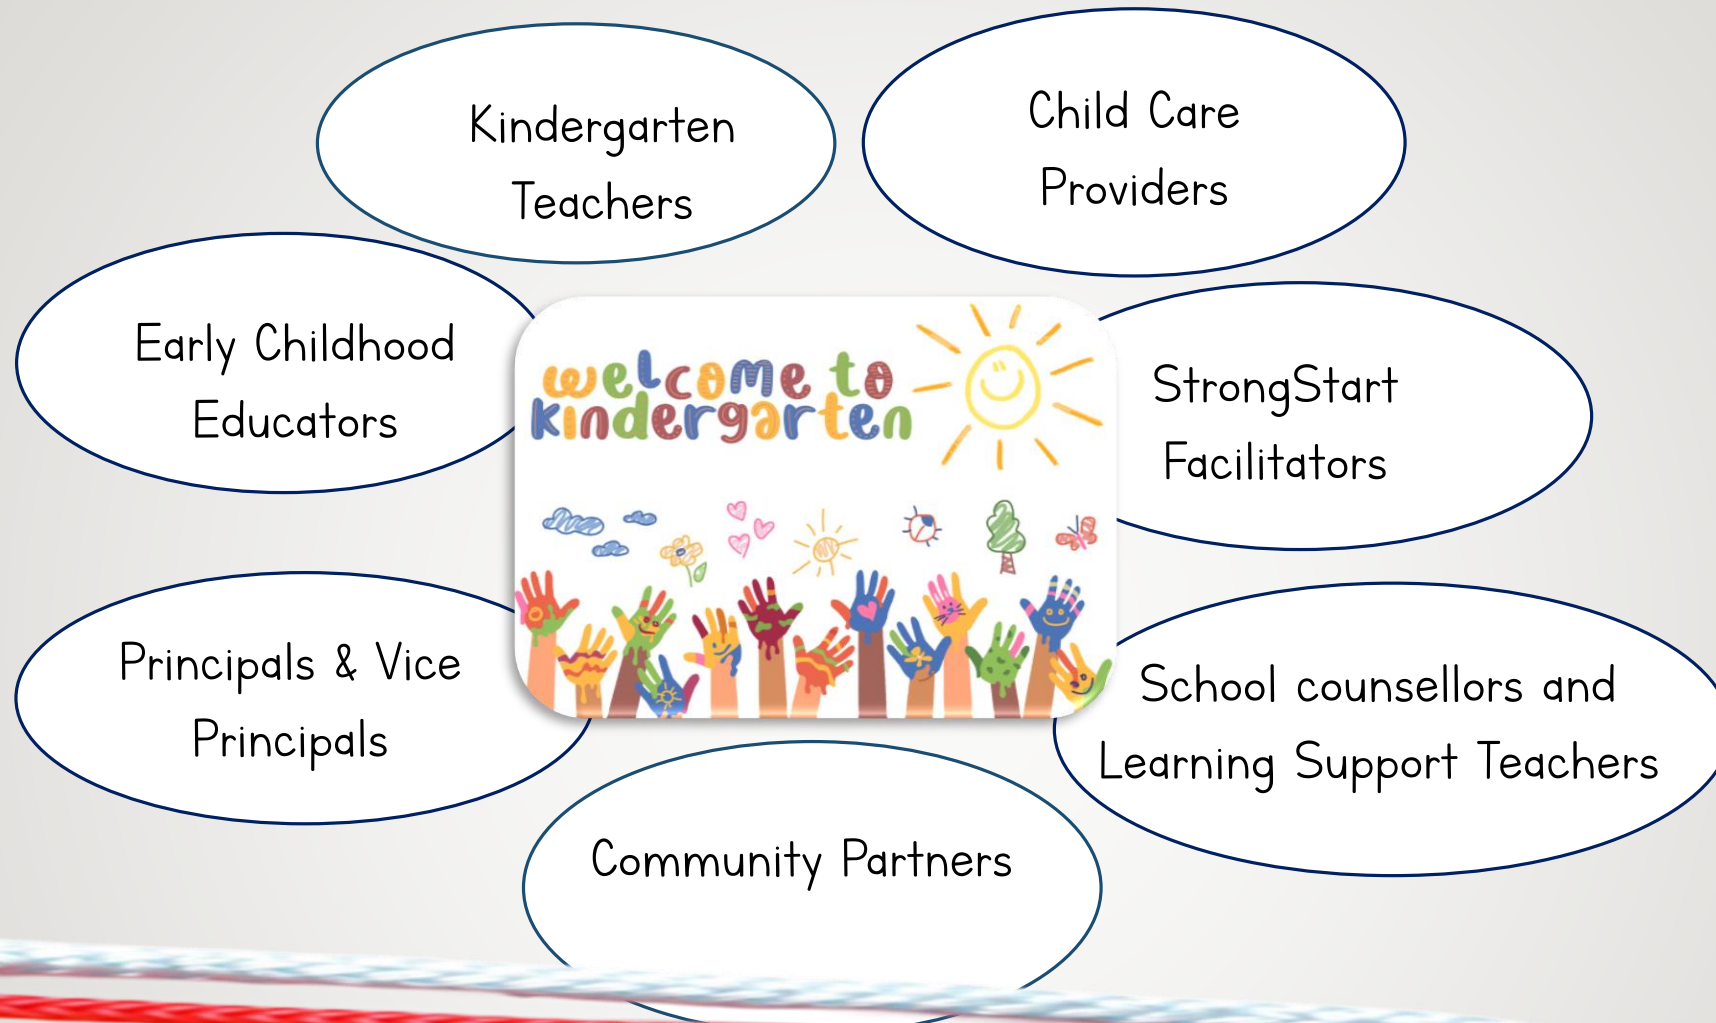 Kindergarten
Teachers
Child Care
Providers
Early Childhood
Educators
welcome to
kindergarten
StrongStart
Facilitators
Principals & Vice
Principals
School counsellors and
Learning Support Teachers
Community Partners